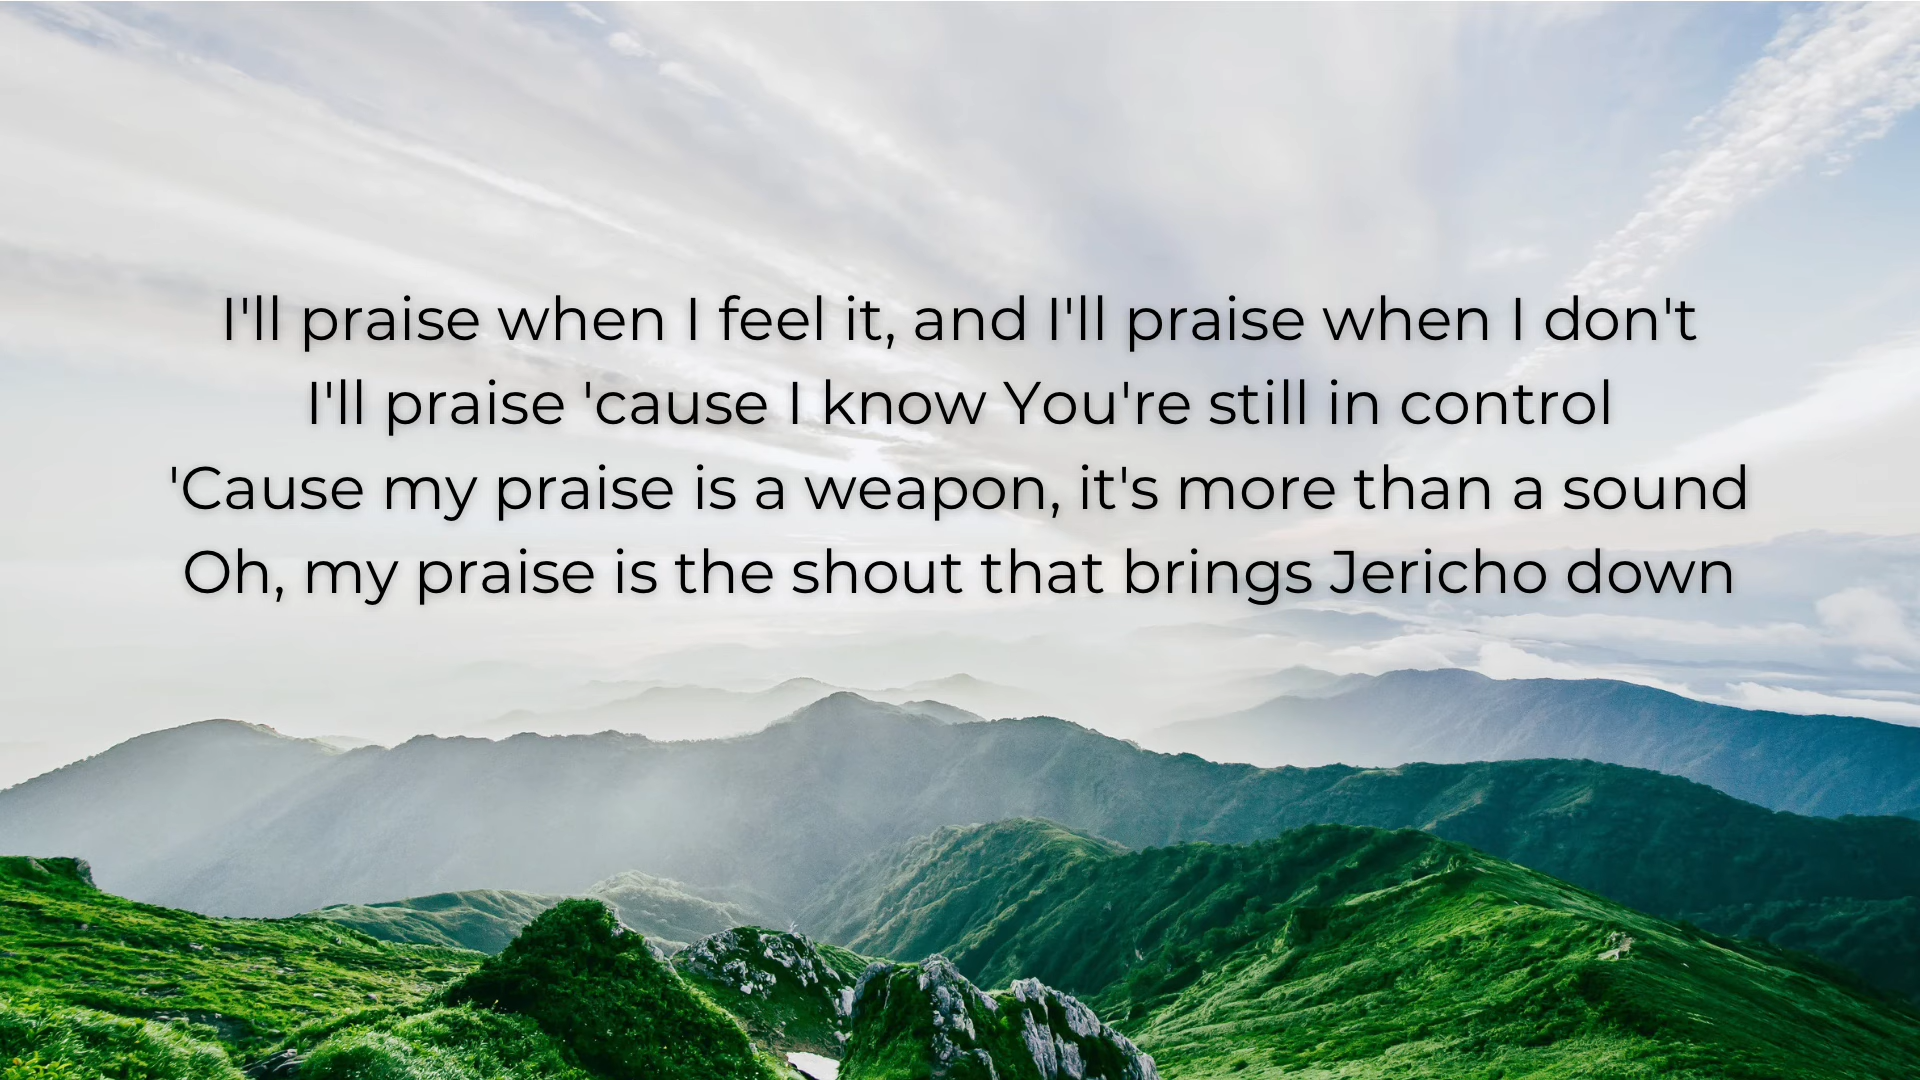 I'll praise when I feel it, and I'll praise when I don't
I'll praise 'cause I know You're still in control
'Cause my praise is a weapon, it's more than a sound
Oh, my praise is the shout that brings Jericho down